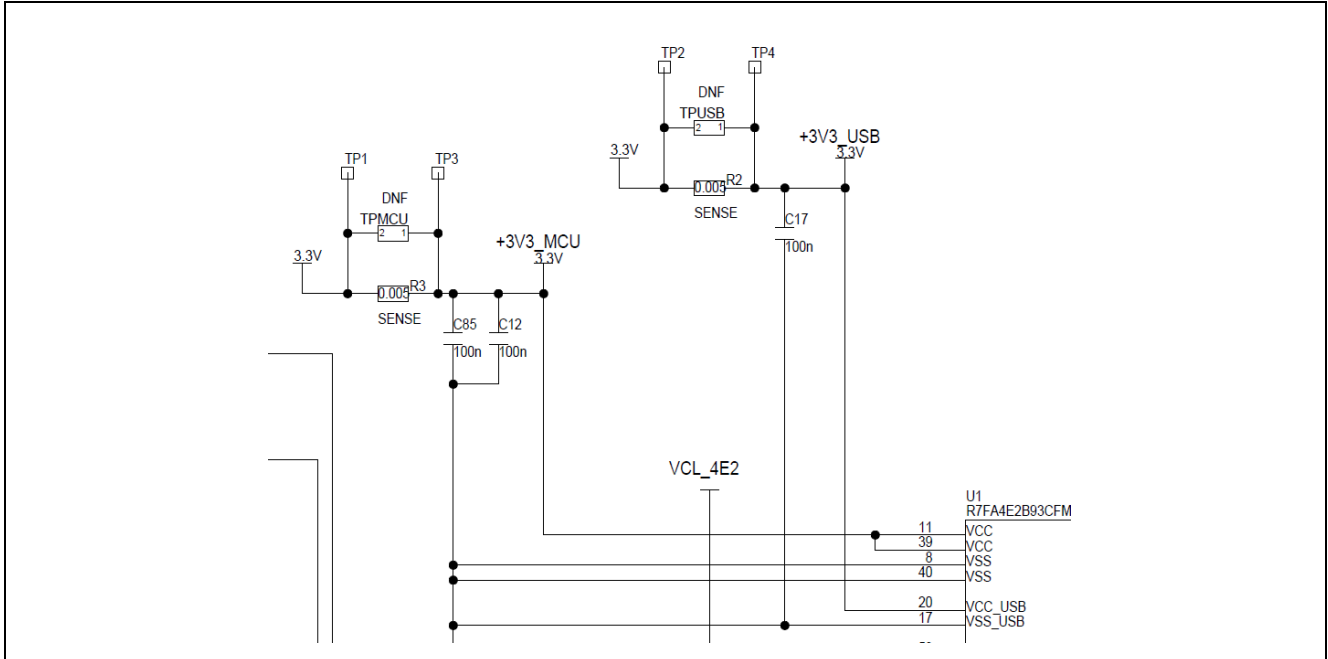 TP2 TP4
DNF
TPUSB
2 1
+3V3_USB
3.3V 3.3V
0.005 R2
SENSE
C17
100n
TP1 TP3
DNF
TPMCU
2 1
+3V3_MCU
3.3V 3.3V
0.005 R3
SENSE
C85 C12
100n 100n
VCL_4E2
U1
R7FA4E2B93CFM
11 VCC
39 VCC
8 VSS
40 VSS
20 VCC_USB
17 VSS_USB